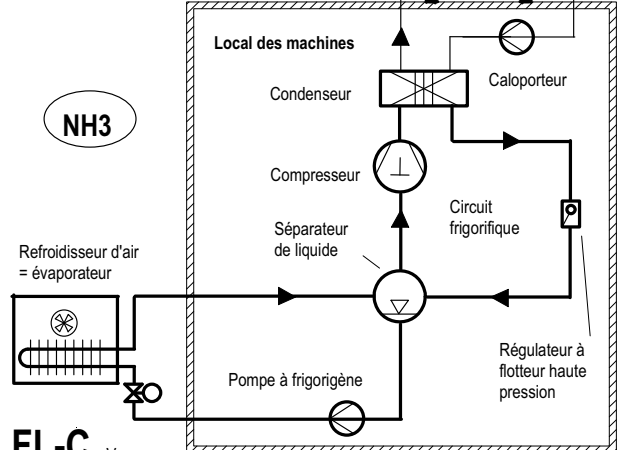 Local des machines
Caloporteur
Condenseur
NH3
Compresseur
Circuit
frigorifique
Séparateur
de liquide
Refroidisseur d'air
= évaporateur
Régulateur à
flotteur haute
pression
Pompe à frigorigène